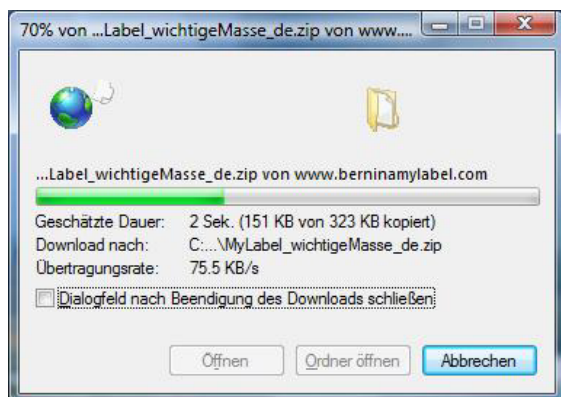 70% von ...Label_wichtigeMasse_de.zip von www....
...Label_wichtigeMasse_de.zip von www.berninamylabel.com
Geschätzte Dauer: 2 Sek. (151 KB von 323 KB kopiert)
Download nach: C:...\MyLabel_wichtigeMasse_de.zip
Übertragungsrate: 75.5 KB/s
Dialogfeld nach Beendigung des Downloads schließen
Öffnen Ordner öffnen Abbrechen